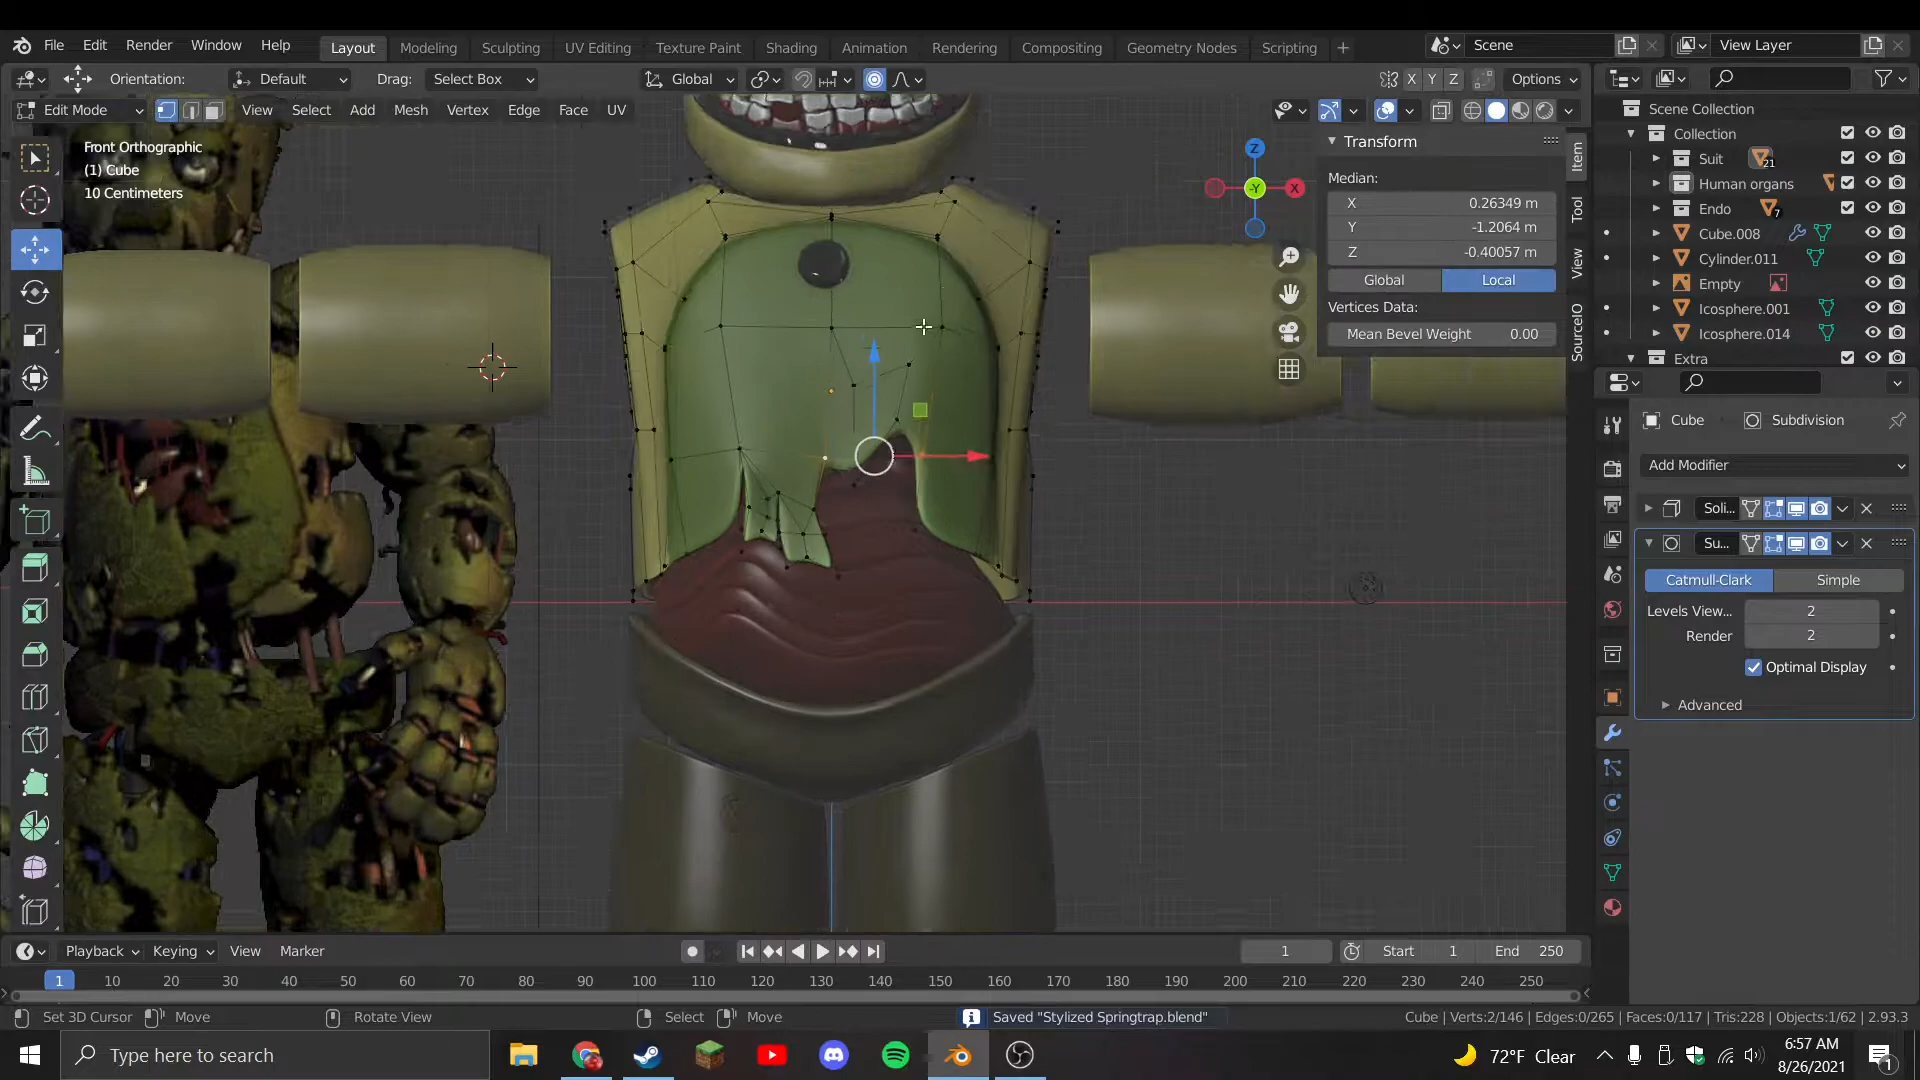 File Edit Render Window Help Layout Modeling Sculpting UV Editing Texture Paint Shading Animation Rendering Compositing Geometry Nodes Scripting Scene View Layer
Orientation: Default Drag: Select Box Global X Y Z Options
Edit Mode View Select Add Mesh Vertex Edge Face UV
Scene Collection
Collection
Suit 21
Human organs
Endo 7
Cube.008
Cylinder.011
Empty
Icosphere.001
Icosphere.014
Extra
Front Orthographic
(1) Cube
10 Centimeters
Z
X
-Y
Transform
Median:
X 0.26349 m
Y -1.2064 m
Z -0.40057 m
Global Local
Vertices Data:
Mean Bevel Weight 0.00
Item
Tool
View
SourceIO
Cube Subdivision
Add Modifier
Soli...
Su...
Catmull-Clark Simple
Levels View... 2
Render 2
Optimal Display
Advanced
Playback Keying View Marker 1 Start 1 End 250
1 10 20 30 40 50 60 70 80 90 100 110 120 130 140 150 160 170 180 190 200 210 220 230 240 250
Set 3D Cursor Move Rotate View Select Move Saved "Stylized Springtrap.blend" Cube | Verts:2/146 | Edges:0/265 | Faces:0/117 | Tris:228 | Objects:1/62 | 2.93.3
Type here to search 72°F Clear 6:57 AM
8/26/2021 1